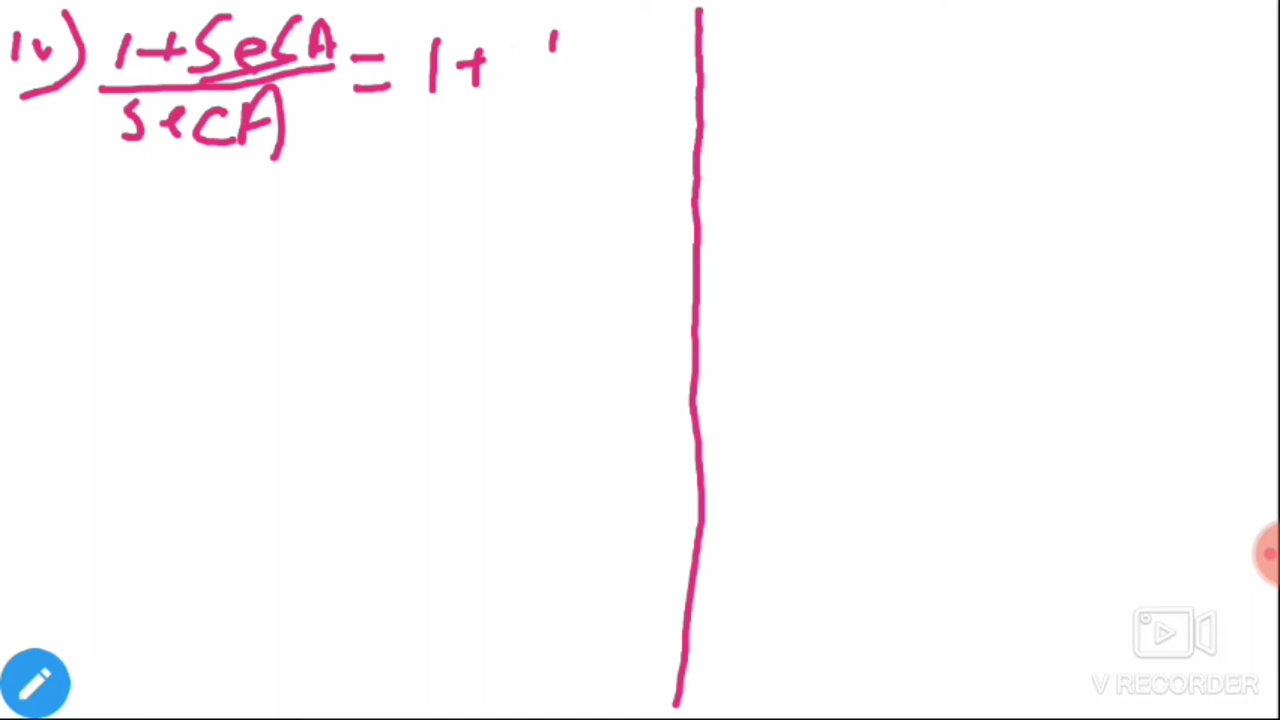 iv) 1+SecA = 1+ '
secA
V RECORDER